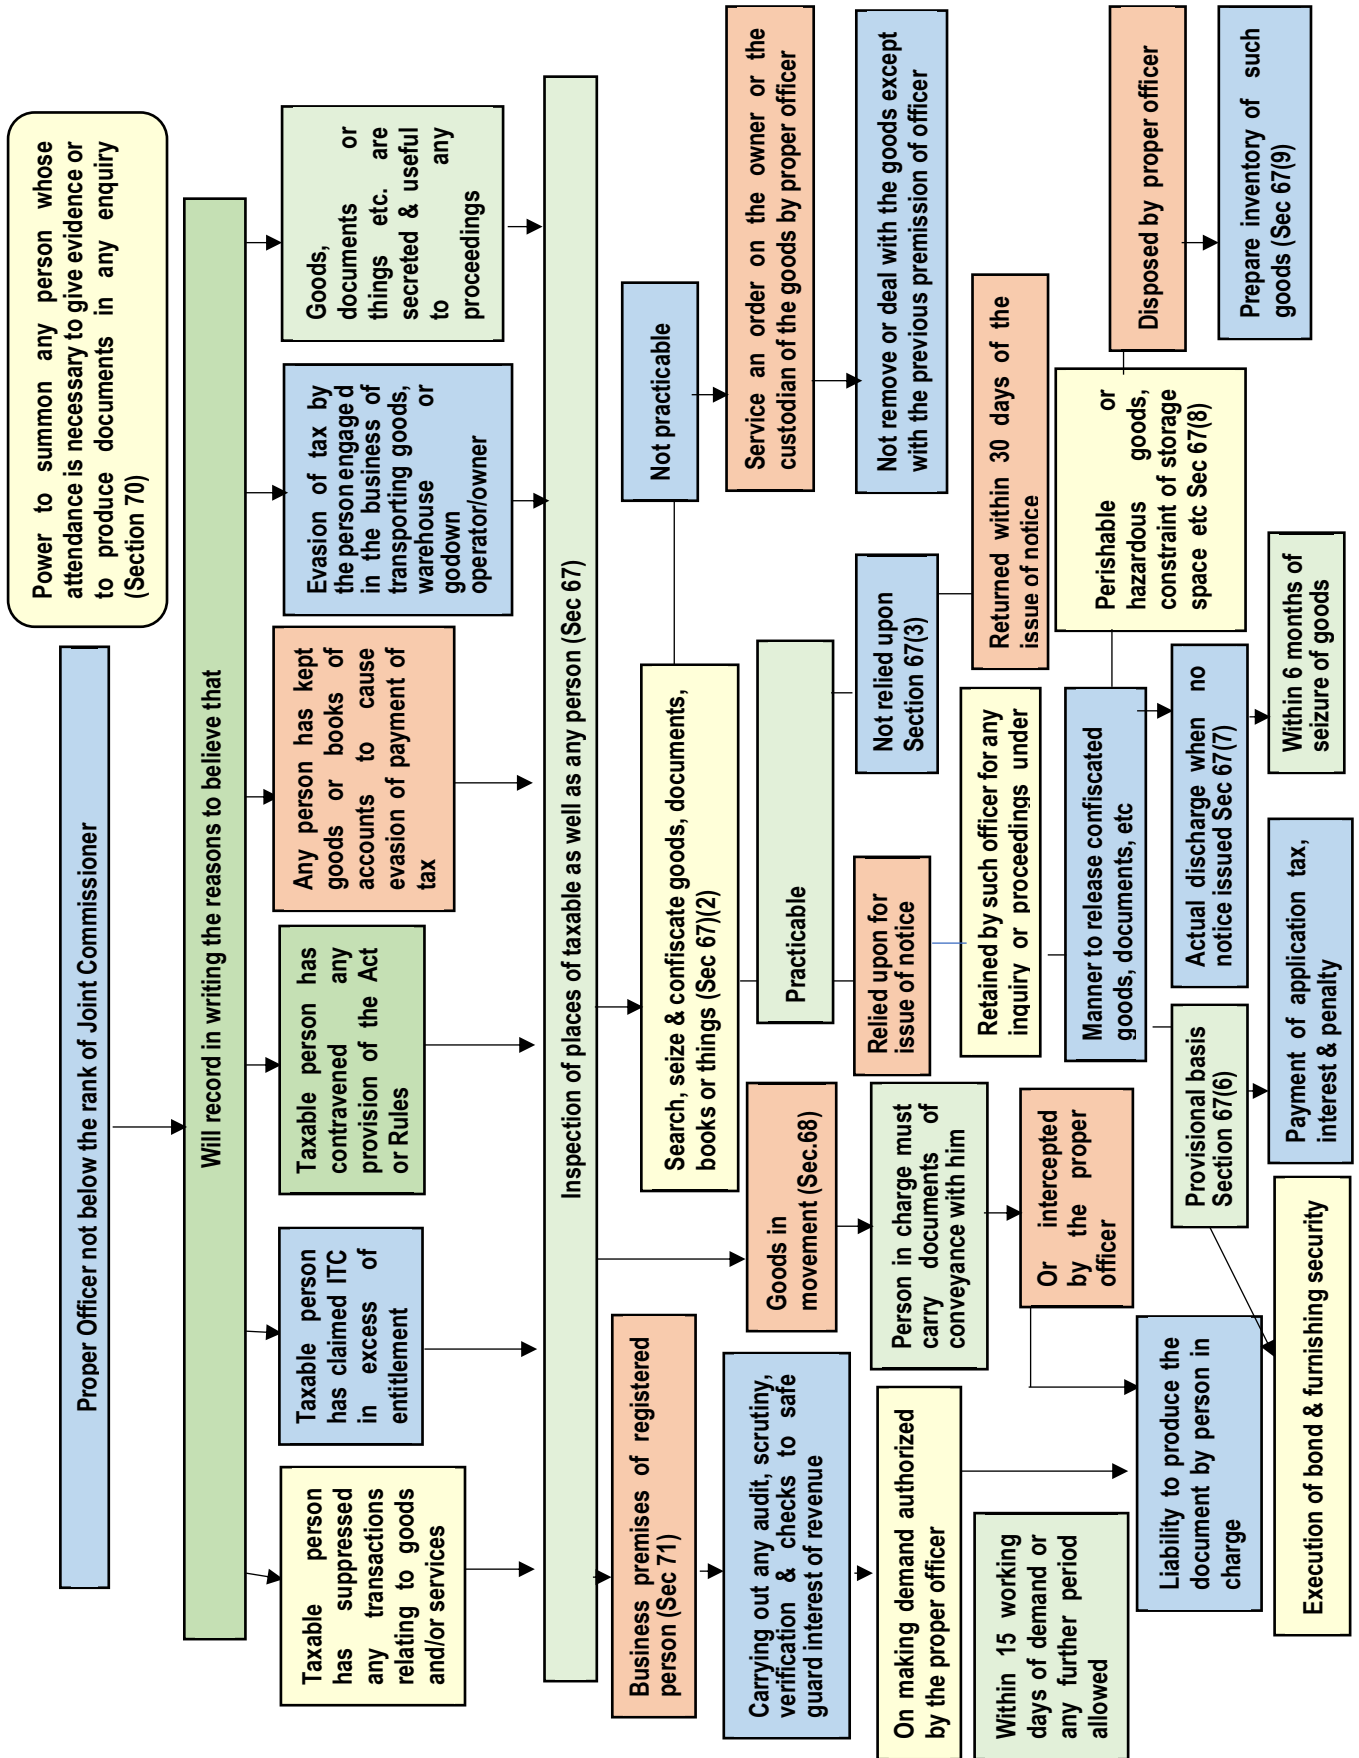 Proper Officer not below the rank of Joint Commissioner
Power to summon any person whose
attendance is necessary to give evidence or
to produce documents in any enquiry
(Section 70)
Will record in writing the reasons to believe that
Taxable person
has suppressed
any transactions
relating to goods
and/or services
Taxable person
has claimed ITC
in excess of
entitlement
Taxable person has
contravened any
provision of the Act
or Rules
Any person has kept
goods or books of
accounts to cause
evasion of payment of
tax
Evasion of tax by
the person engaged
in the business of
transporting goods,
warehouse or
godown
operator/owner
Goods,
documents or
things etc. are
secreted & useful
to any
proceedings
Inspection of places of taxable as well as any person (Sec 67)
Business premises of registered
person (Sec 71)
Carrying out any audit, scrutiny,
verification & checks to safe
guard interest of revenue
On making demand authorized
by the proper officer
Within 15 working
days of demand or
any further period
allowed
Goods in
movement (Sec.68)
Person in charge must
carry documents of
conveyance with him
Or intercepted
by the proper
officer
Liability to produce the
document by person in
charge
Search, seize & confiscate goods, documents,
books or things (Sec 67)(2)
Practicable
Relied upon for
issue of notice
Retained by such officer for any
inquiry or proceedings under
Manner to release confiscated
goods, documents, etc
Provisional basis
Section 67(6)
Execution of bond & furnishing security
Payment of application tax,
interest & penalty
Actual discharge when no
notice issued Sec 67(7)
Within 6 months of
seizure of goods
Not relied upon
Section 67(3)
Returned within 30 days of the
issue of notice
Perishable or
hazardous goods,
constraint of storage
space etc Sec 67(8)
Disposed by proper officer
Prepare inventory of such
goods (Sec 67(9)
Not practicable
Service an order on the owner or the
custodian of the goods by proper officer
Not remove or deal with the goods except
with the previous premission of officer